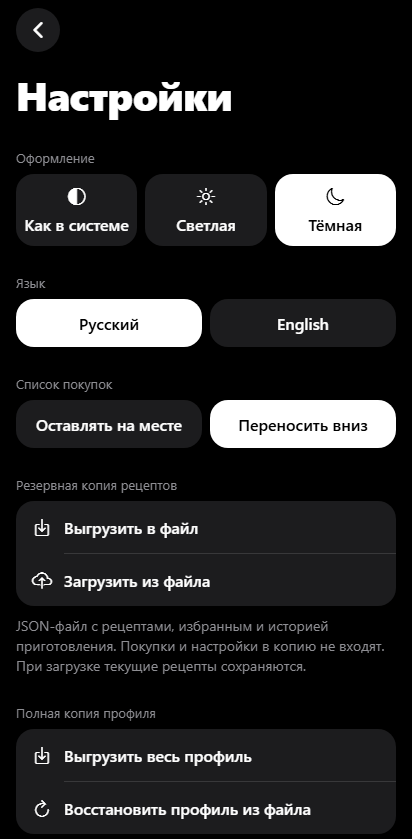 Настройки
Оформление
Как в системе
Светлая
Тёмная
Язык
Русский
English
Список покупок
Оставлять на месте
Переносить вниз
Резервная копия рецептов
Выгрузить в файл
Загрузить из файла
JSON-файл с рецептами, избранным и историей
приготовления. Покупки и настройки в копию не входят.
При загрузке текущие рецепты сохраняются.
Полная копия профиля
Выгрузить весь профиль
Восстановить профиль из файла